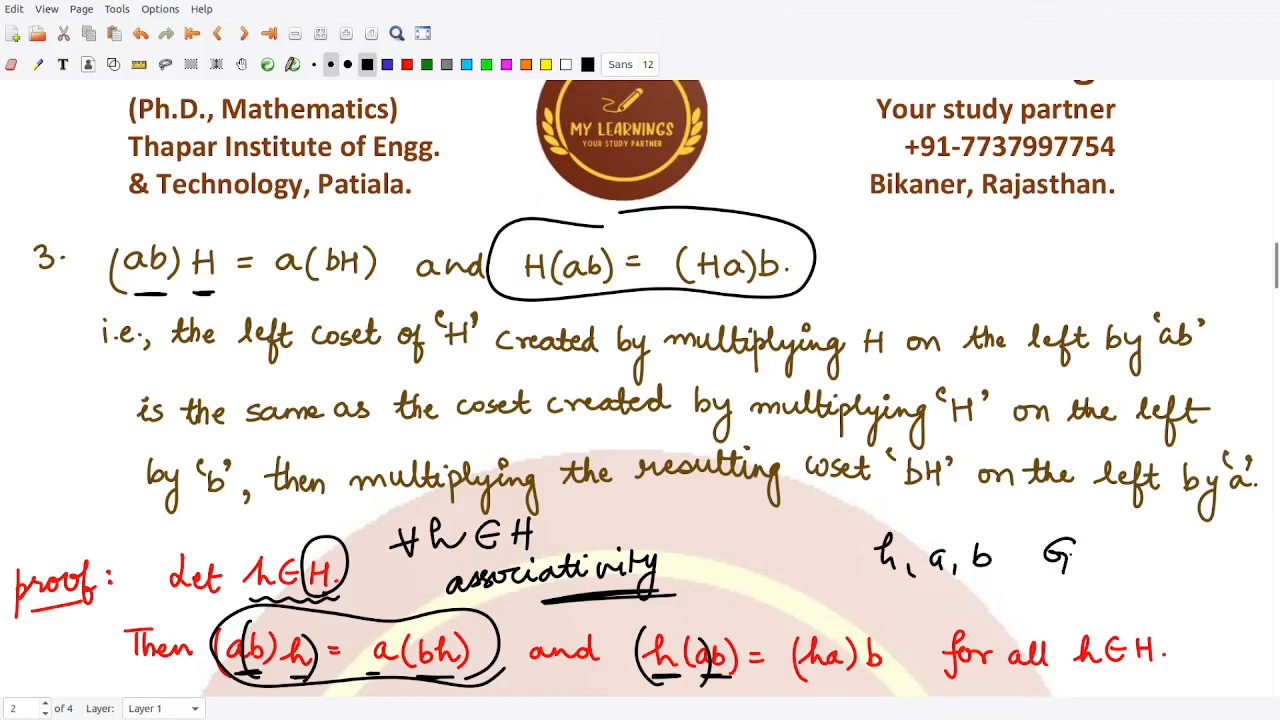 Edit View Page Tools Options Help
Sans 12
(Ph.D., Mathematics)
Thapar Institute of Engg.
& Technology, Patiala.
MY LEARNINGS
YOUR STUDY PARTNER
Your study partner
+91-7737997754
Bikaner, Rajasthan.
3. (ab) H = a(bH) and H(ab) = (Ha)b.
i.e., the left coset of 'H' created by multiplying H on the left by 'ab'
is the same as the coset created by multiplying 'H' on the left
by 'b', then multiplying the resulting coset 'bH' on the left by 'a'.
∀ h ∈ H
associativity
h, a, b G
proof: Let h ∈ H.
Then (ab)h = a(bh) and (h(ab) = (ha)b for all h ∈ H.
2 of 4 Layer: Layer 1